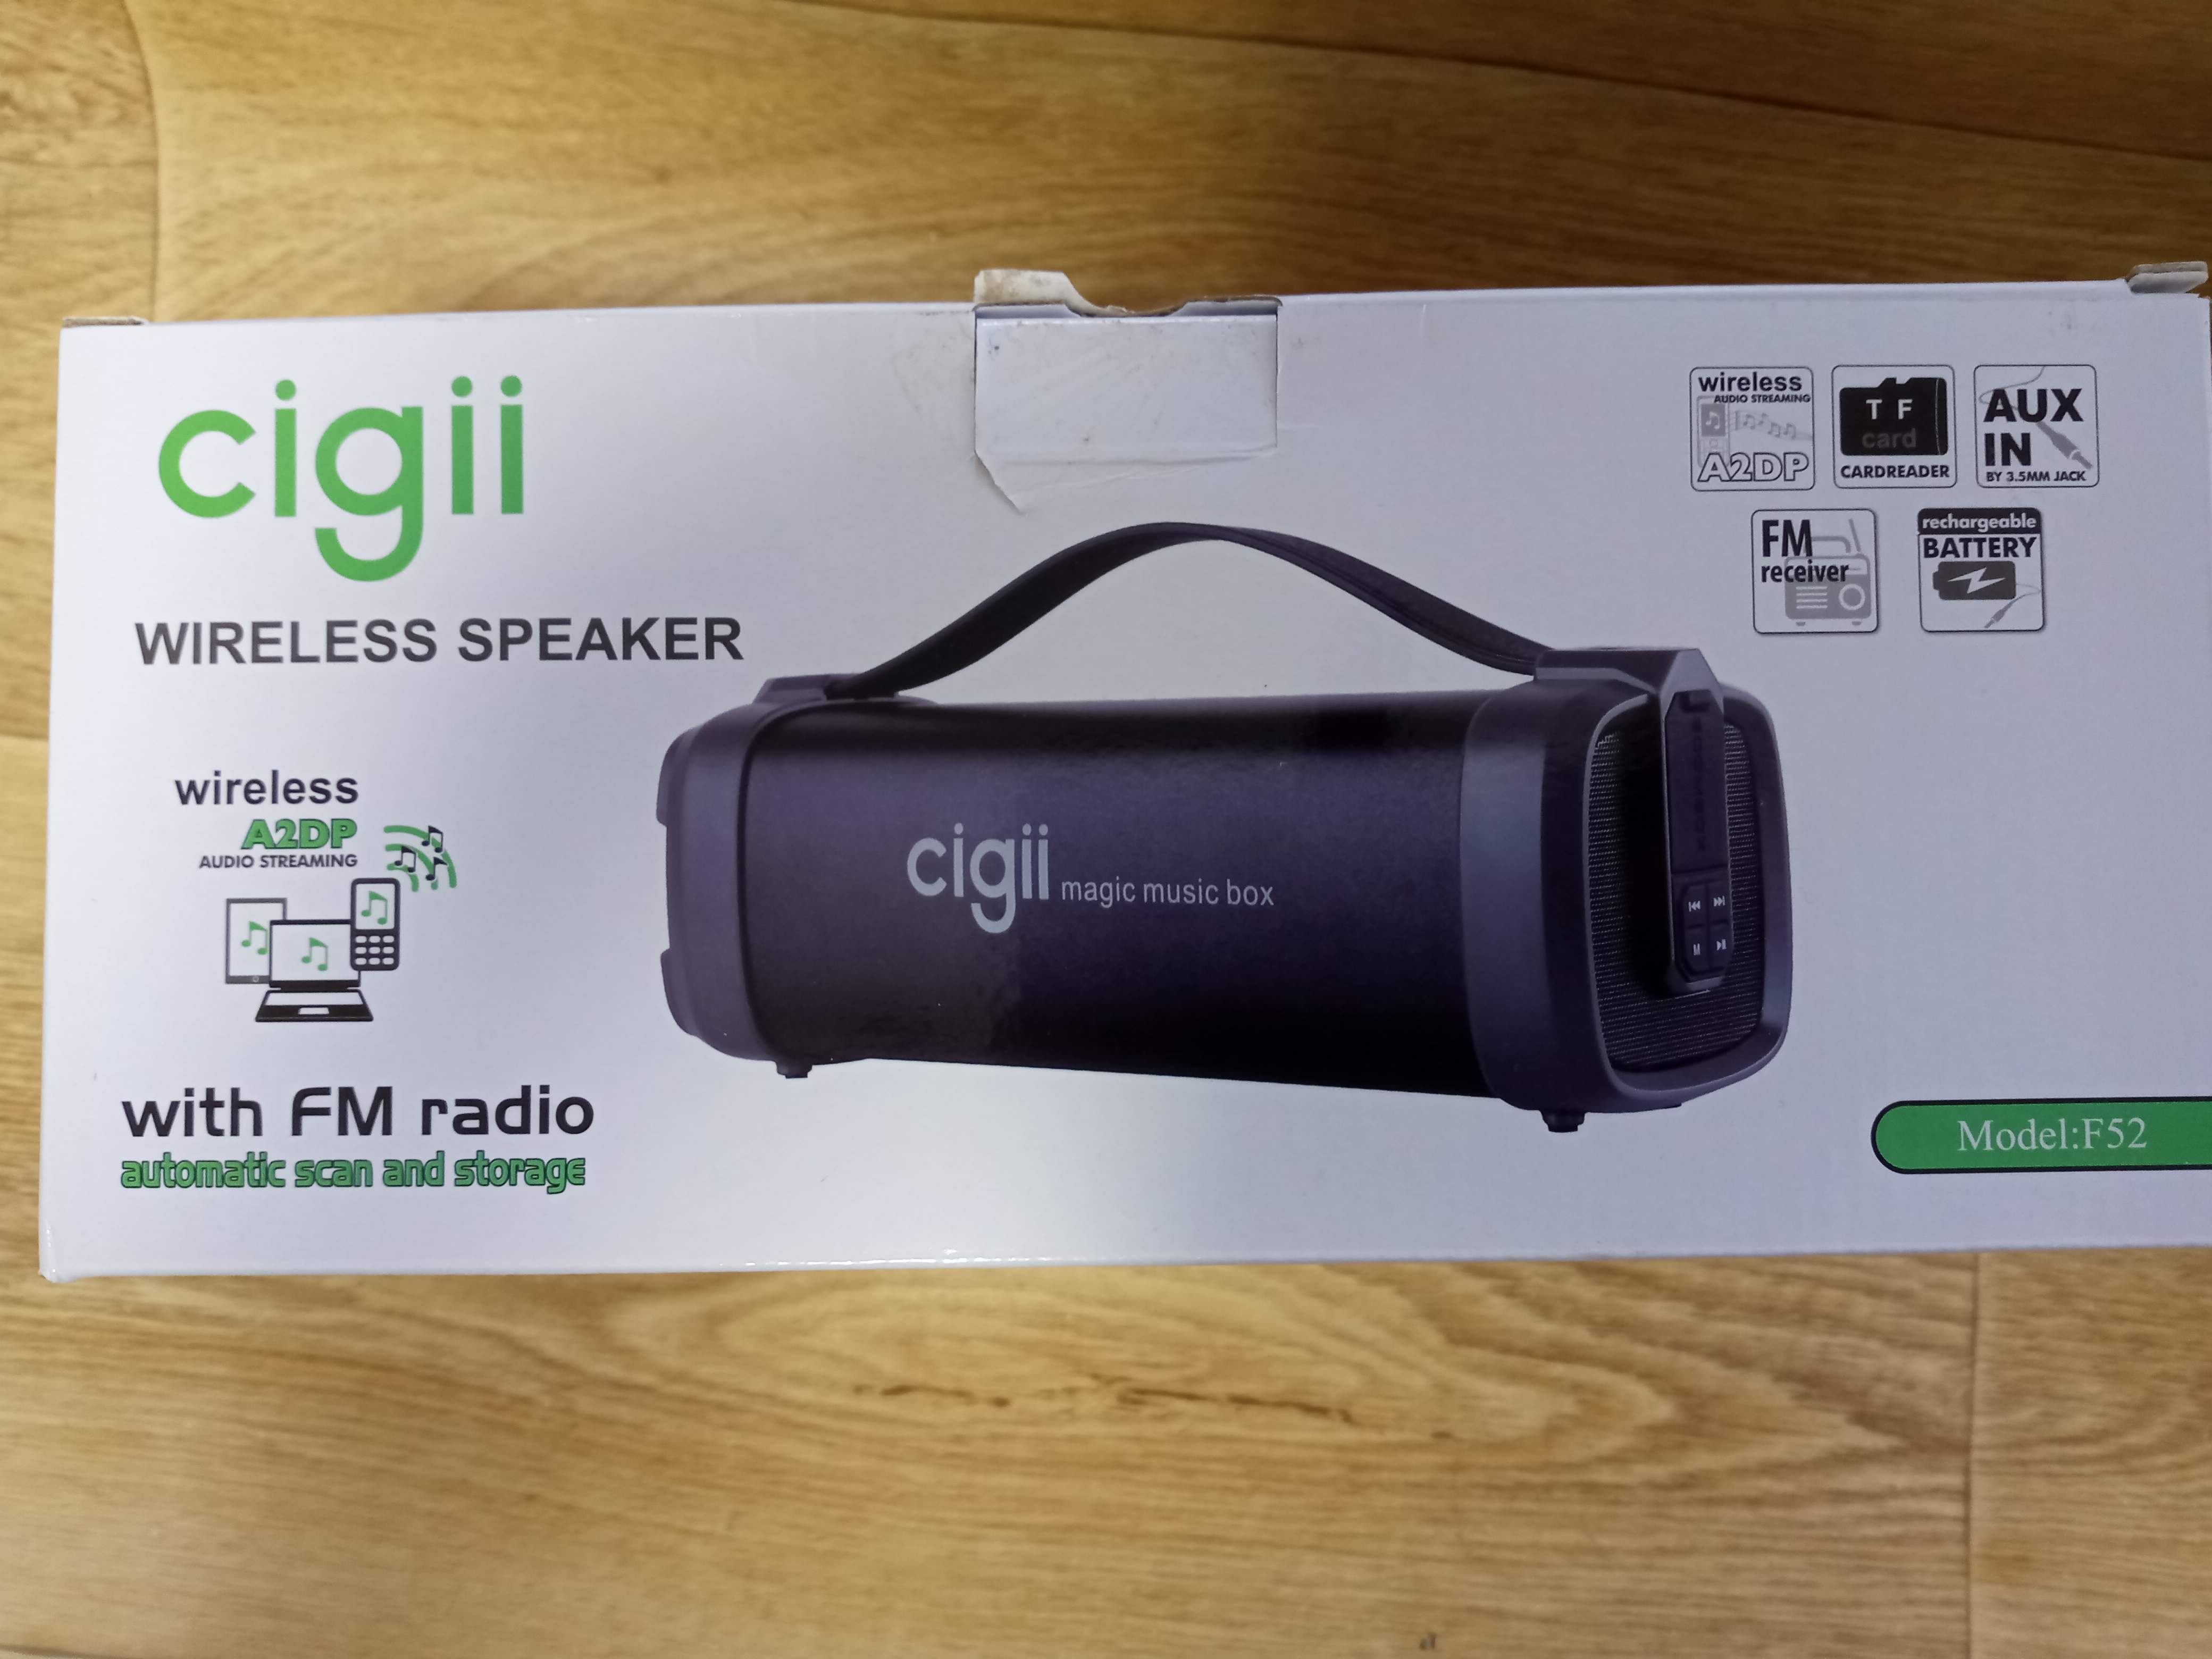 cigii
WIRELESS SPEAKER
wireless
A2DP
AUDIO STREAMING
with FM radio
automatic scan and storage
cigii magic music box
M
wireless
AUDIO STREAMING
A2DP
TF
card
CARDREADER
AUX
IN
BY 3.5MM JACK
FM
receiver
rechargeable
BATTERY
Model:F52